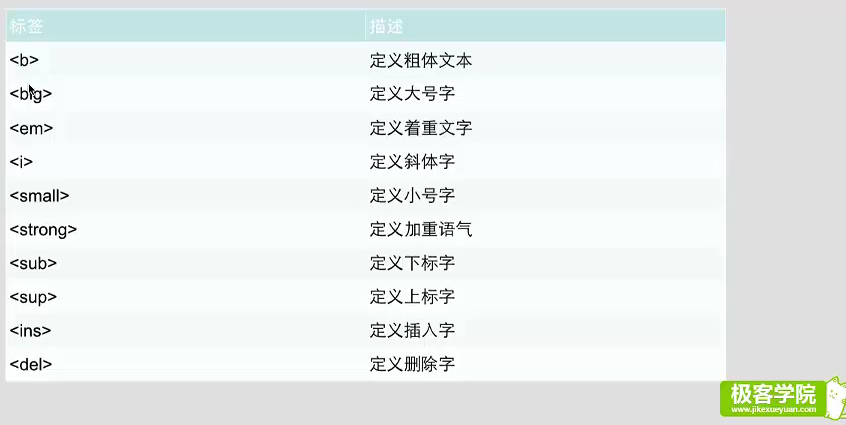 标签 描述
<b> 定义粗体文本
<big> 定义大号字
<em> 定义着重文字
<i> 定义斜体字
<small> 定义小号字
<strong> 定义加重语气
<sub> 定义下标字
<sup> 定义上标字
<ins> 定义插入字
<del> 定义删除字
极客学院
www.jikexueyuan.com